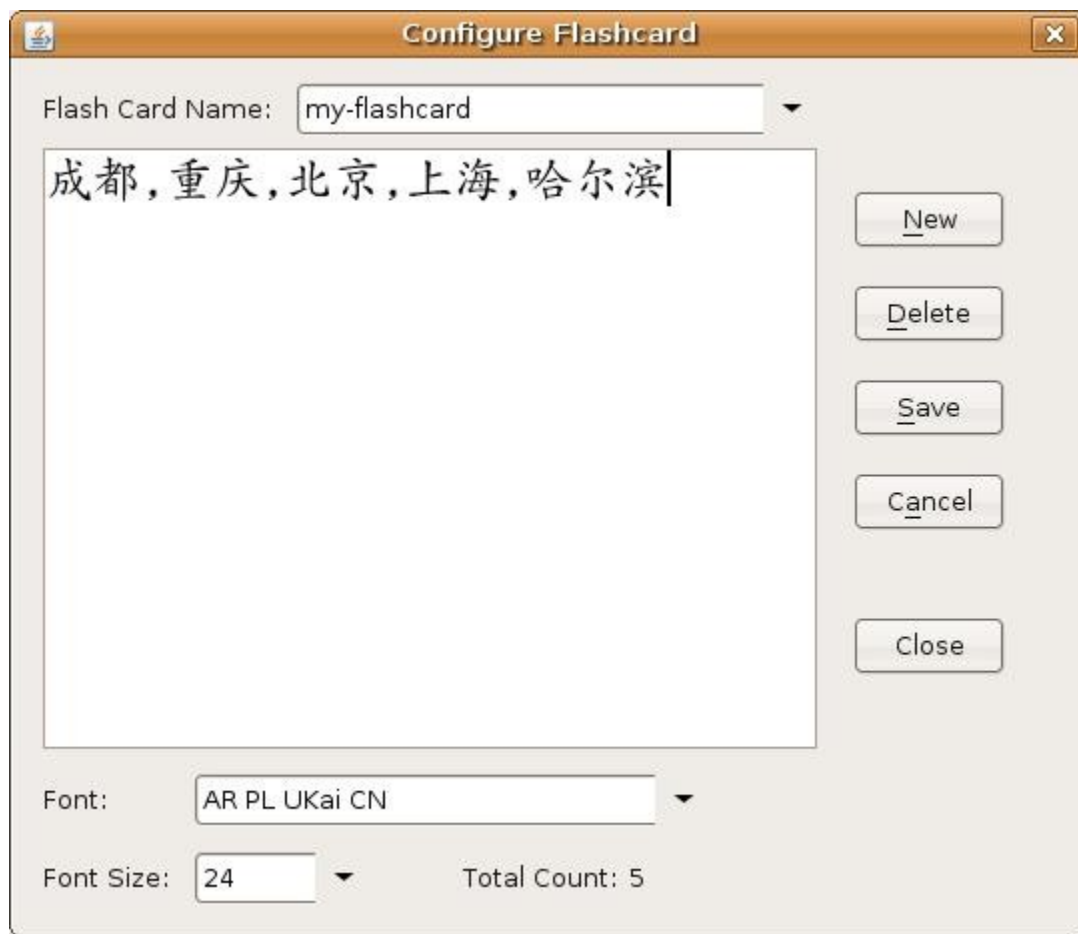 Configure Flashcard
Flash Card Name: my-flashcard
成都,重庆,北京,上海,哈尔滨
New
Delete
Save
Cancel
Close
Font: AR PL UKai CN
Font Size: 24 Total Count: 5